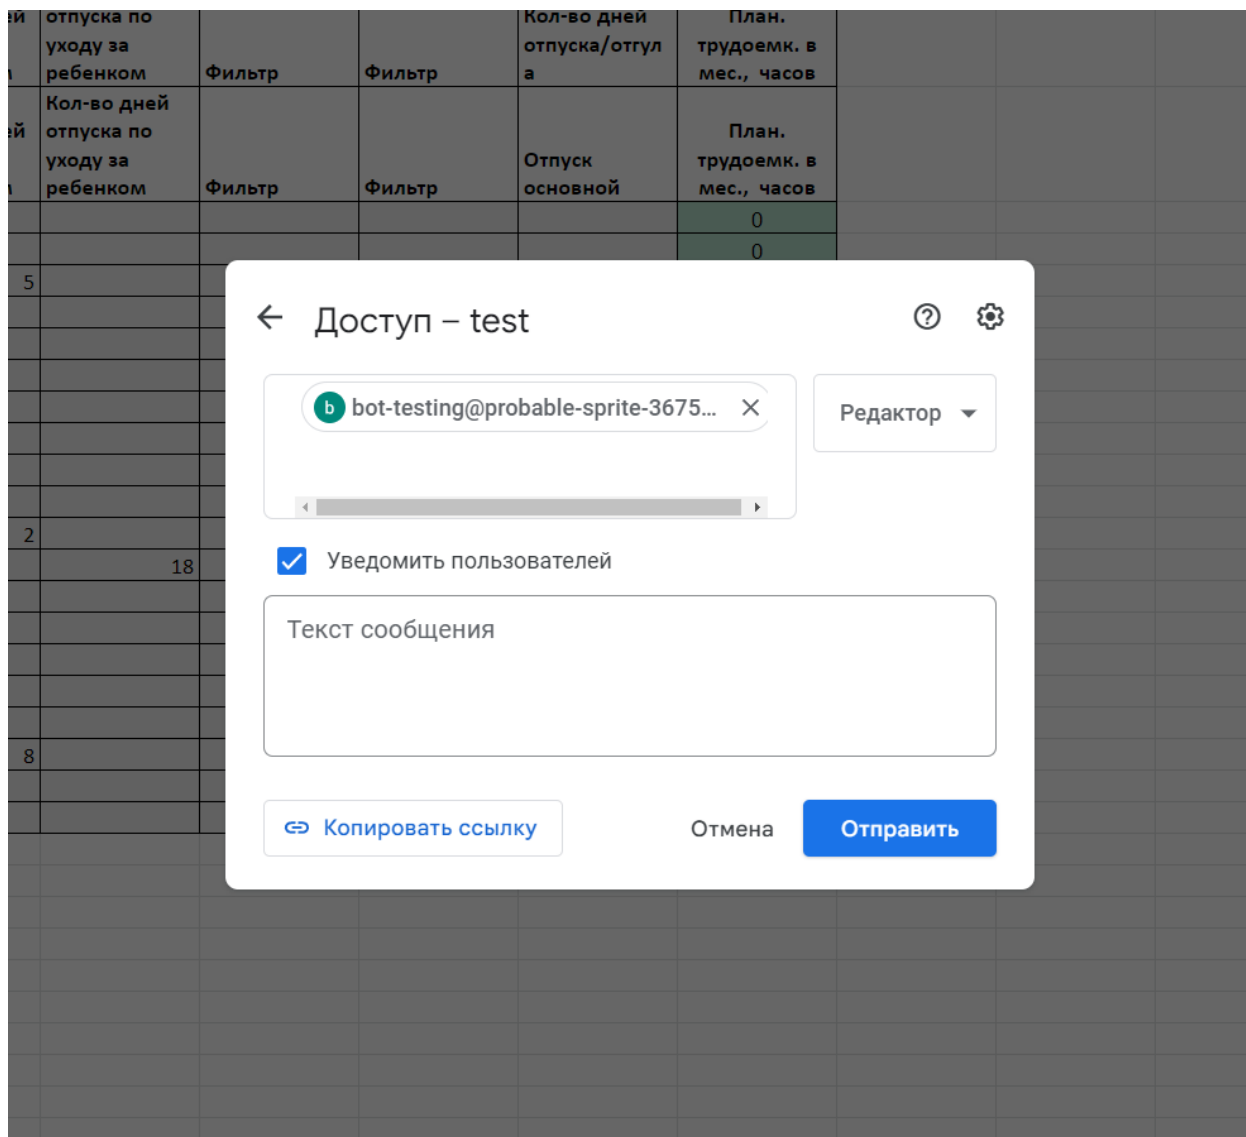 ей отпуска по Кол-во дней План.
уходу за отпуска/отгул трудоемк. в
ребенком Фильтр Фильтр а мес., часов
Кол-во дней
ей отпуска по План.
уходу за Отпуск трудоемк. в
ребенком Фильтр Фильтр основной мес., часов
0
0
5
Доступ – test
b bot-testing@probable-sprite-3675...
Редактор
2
Уведомить пользователей
18
Текст сообщения
8
Копировать ссылку
Отмена
Отправить